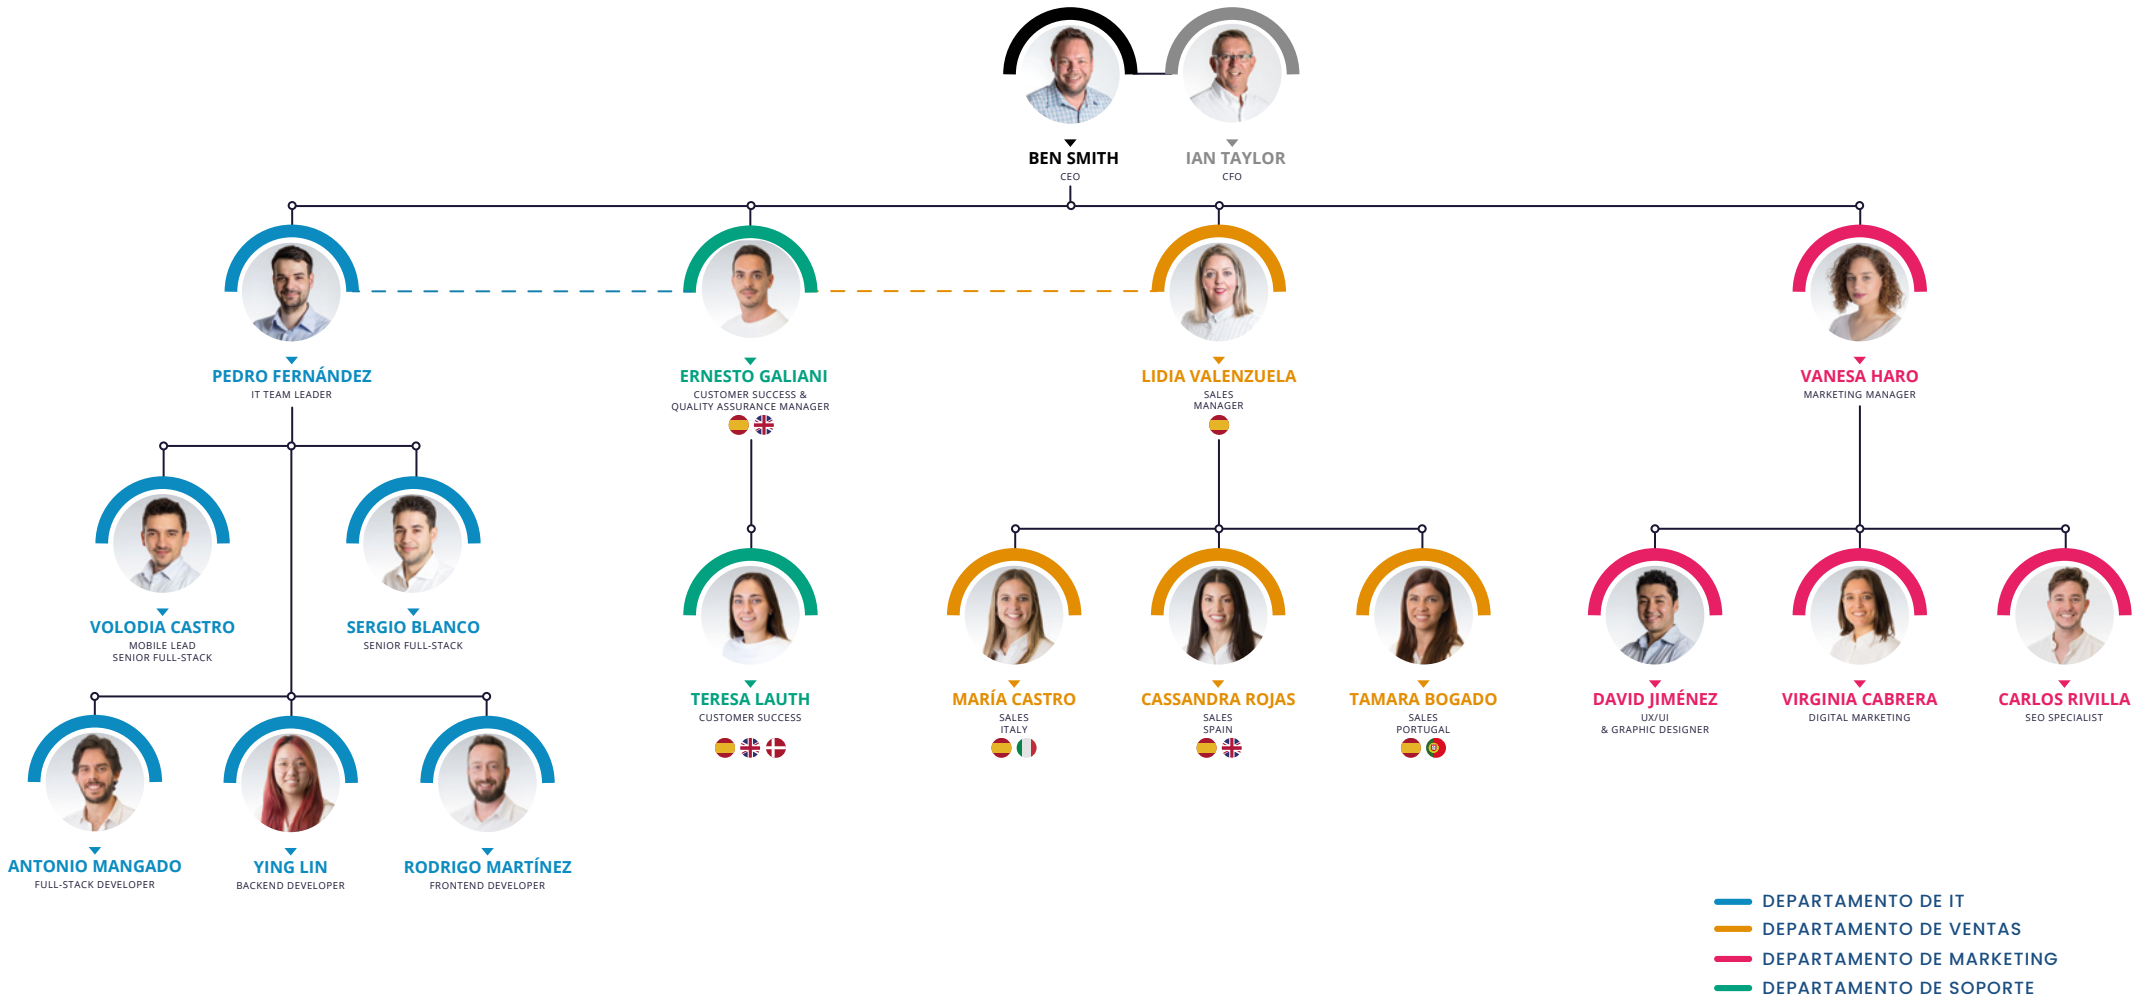 BEN SMITH
CEO
IAN TAYLOR
CFO
PEDRO FERNÁNDEZ
IT TEAM LEADER
ERNESTO GALIANI
CUSTOMER SUCCESS &
QUALITY ASSURANCE MANAGER
LIDIA VALENZUELA
SALES
MANAGER
VANESA HARO
MARKETING MANAGER
VOLODIA CASTRO
MOBILE LEAD
SENIOR FULL-STACK
SERGIO BLANCO
SENIOR FULL-STACK
TERESA LAUTH
CUSTOMER SUCCESS
MARÍA CASTRO
SALES
ITALY
CASSANDRA ROJAS
SALES
SPAIN
TAMARA BOGADO
SALES
PORTUGAL
DAVID JIMÉNEZ
UX/UI
& GRAPHIC DESIGNER
VIRGINIA CABRERA
DIGITAL MARKETING
CARLOS RIVILLA
SEO SPECIALIST
ANTONIO MANGADO
FULL-STACK DEVELOPER
YING LIN
BACKEND DEVELOPER
RODRIGO MARTÍNEZ
FRONTEND DEVELOPER
DEPARTAMENTO DE IT
DEPARTAMENTO DE VENTAS
DEPARTAMENTO DE MARKETING
DEPARTAMENTO DE SOPORTE